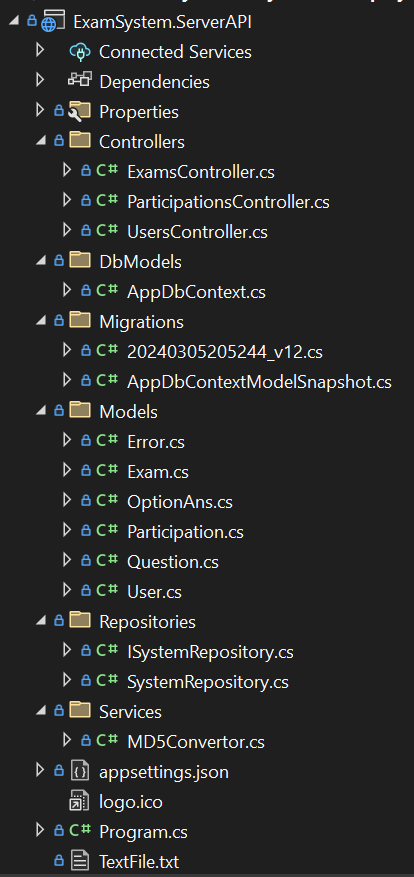 ExamSystem.ServerAPI
Connected Services
Dependencies
Properties
Controllers
C# ExamsController.cs
C# ParticipationsController.cs
C# UsersController.cs
DbModels
C# AppDbContext.cs
Migrations
C# 20240305205244_v12.cs
C# AppDbContextModelSnapshot.cs
Models
C# Error.cs
C# Exam.cs
C# OptionAns.cs
C# Participation.cs
C# Question.cs
C# User.cs
Repositories
C# ISystemRepository.cs
C# SystemRepository.cs
Services
C# MD5Convertor.cs
appsettings.json
logo.ico
C# Program.cs
TextFile.txt